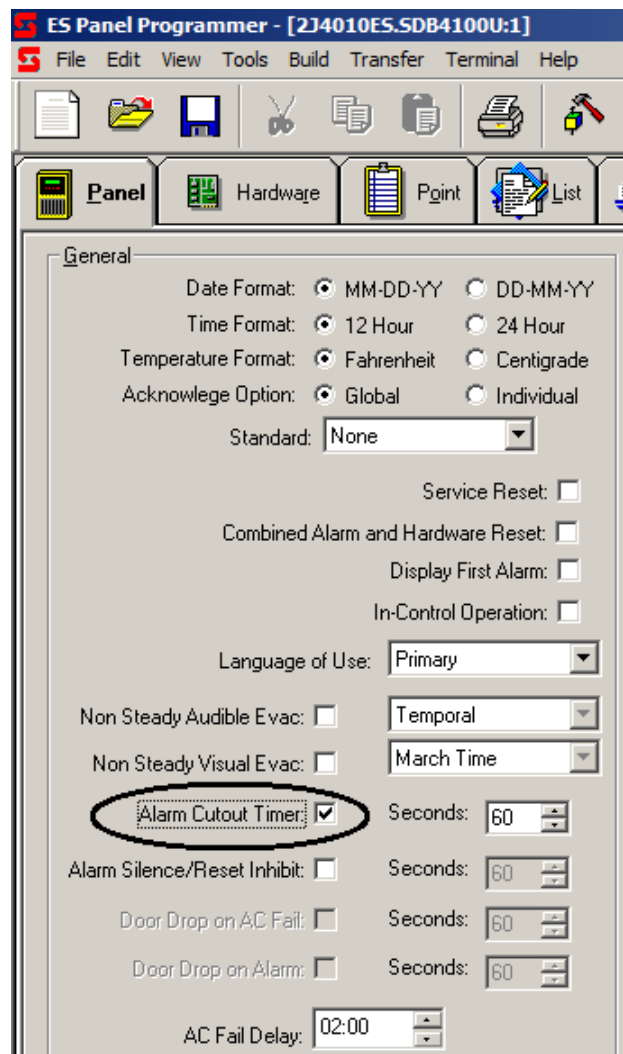 ES Panel Programmer - [2J4010ES.SDB4100U:1]
File Edit View Tools Build Transfer Terminal Help
Panel Hardware Point List
General
Date Format: MM-DD-YY DD-MM-YY
Time Format: 12 Hour 24 Hour
Temperature Format: Fahrenheit Centigrade
Acknowlege Option: Global Individual
Standard: None
Service Reset:
Combined Alarm and Hardware Reset:
Display First Alarm:
In-Control Operation:
Language of Use: Primary
Non Steady Audible Evac: Temporal
Non Steady Visual Evac: March Time
Alarm Cutout Timer: Seconds: 60
Alarm Silence/Reset Inhibit: Seconds: 60
Door Drop on AC Fail: Seconds: 60
Door Drop on Alarm: Seconds: 60
AC Fail Delay: 02:00